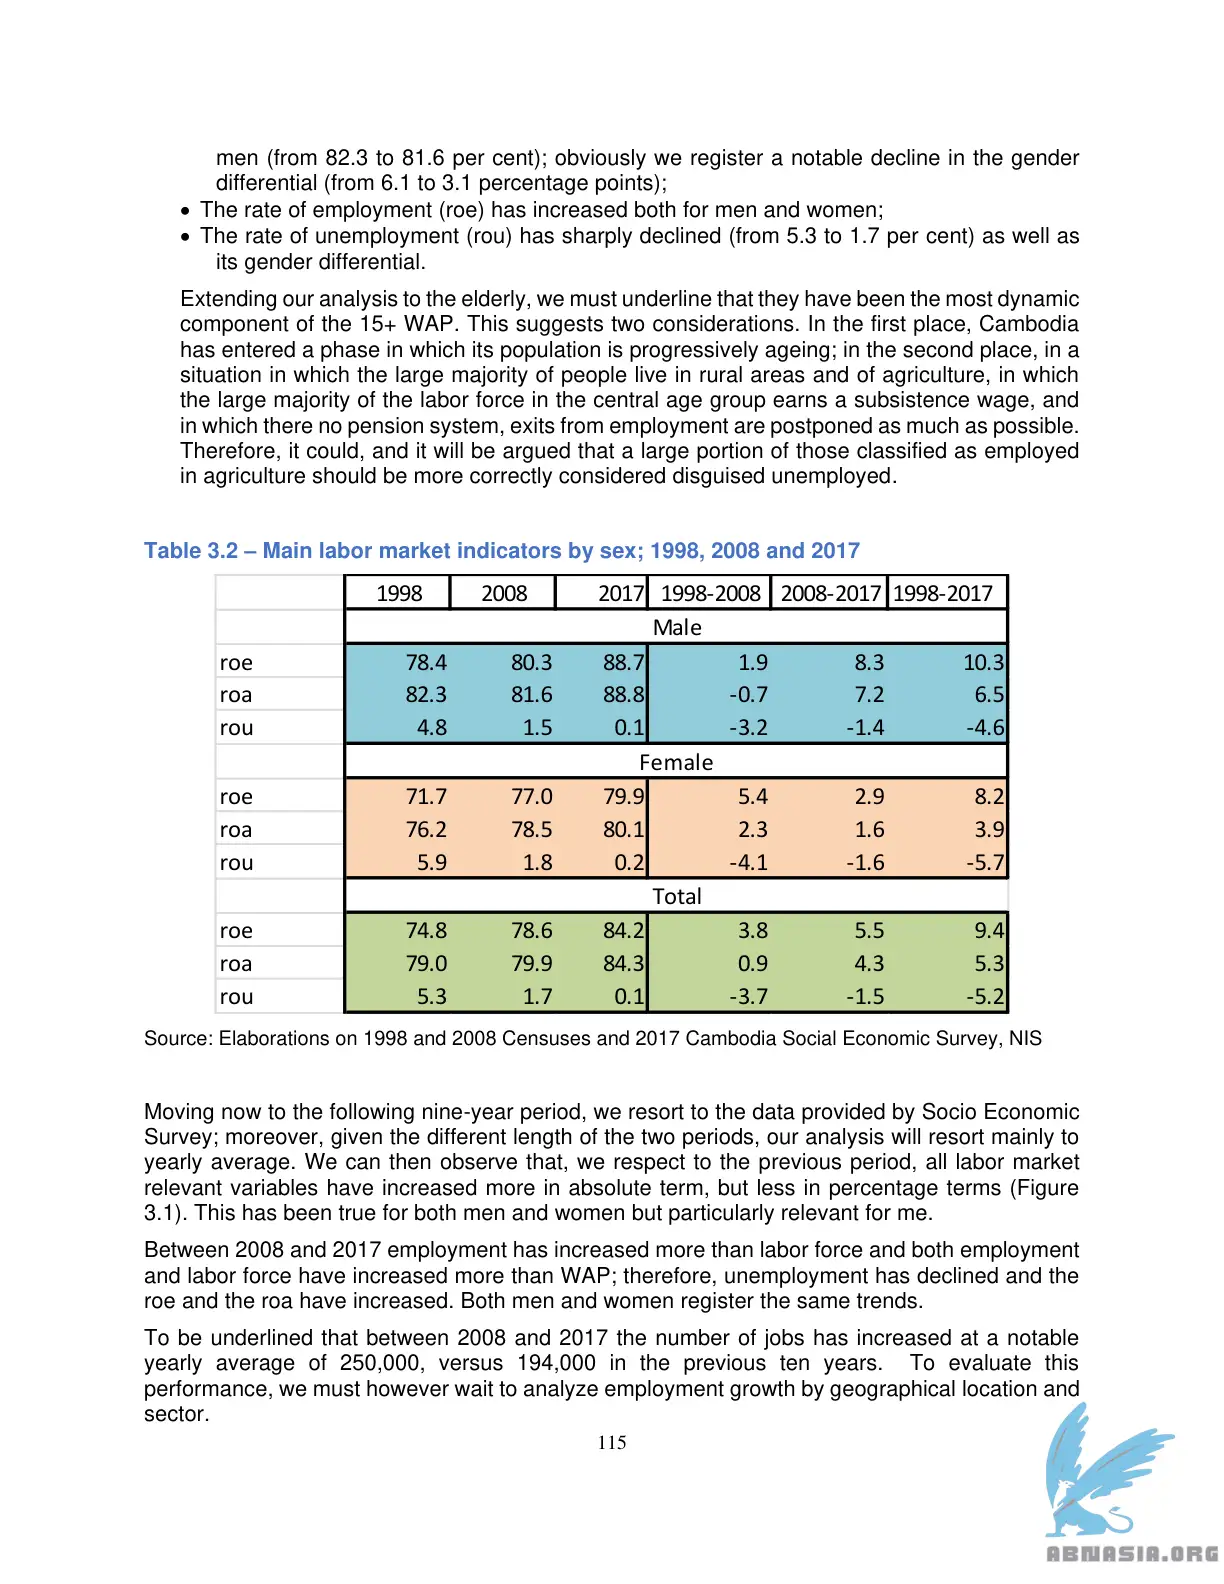 men (from 82.3 to 81.6 per cent); obviously we register a notable decline in the gender
differential (from 6.1 to 3.1 percentage points);
• The rate of employment (roe) has increased both for men and women;
• The rate of unemployment (rou) has sharply declined (from 5.3 to 1.7 per cent) as well as
its gender differential.
Extending our analysis to the elderly, we must underline that they have been the most dynamic
component of the 15+ WAP. This suggests two considerations. In the first place, Cambodia
has entered a phase in which its population is progressively ageing; in the second place, in a
situation in which the large majority of people live in rural areas and of agriculture, in which
the large majority of the labor force in the central age group earns a subsistence wage, and
in which there no pension system, exits from employment are postponed as much as possible.
Therefore, it could, and it will be argued that a large portion of those classified as employed
in agriculture should be more correctly considered disguised unemployed.
Table 3.2 – Main labor market indicators by sex; 1998, 2008 and 2017
1998 2008 2017 1998-2008 2008-2017 1998-2017
Male
roe 78.4 80.3 88.7 1.9 8.3 10.3
roa 82.3 81.6 88.8 -0.7 7.2 6.5
rou 4.8 1.5 0.1 -3.2 -1.4 -4.6
Female
roe 71.7 77.0 79.9 5.4 2.9 8.2
roa 76.2 78.5 80.1 2.3 1.6 3.9
rou 5.9 1.8 0.2 -4.1 -1.6 -5.7
Total
roe 74.8 78.6 84.2 3.8 5.5 9.4
roa 79.0 79.9 84.3 0.9 4.3 5.3
rou 5.3 1.7 0.1 -3.7 -1.5 -5.2
Source: Elaborations on 1998 and 2008 Censuses and 2017 Cambodia Social Economic Survey, NIS
Moving now to the following nine-year period, we resort to the data provided by Socio Economic
Survey; moreover, given the different length of the two periods, our analysis will resort mainly to
yearly average. We can then observe that, we respect to the previous period, all labor market
relevant variables have increased more in absolute term, but less in percentage terms (Figure
3.1). This has been true for both men and women but particularly relevant for me.
Between 2008 and 2017 employment has increased more than labor force and both employment
and labor force have increased more than WAP; therefore, unemployment has declined and the
roe and the roa have increased. Both men and women register the same trends.
To be underlined that between 2008 and 2017 the number of jobs has increased at a notable
yearly average of 250,000, versus 194,000 in the previous ten years. To evaluate this
performance, we must however wait to analyze employment growth by geographical location and
sector.
115
ABNASIA.ORG